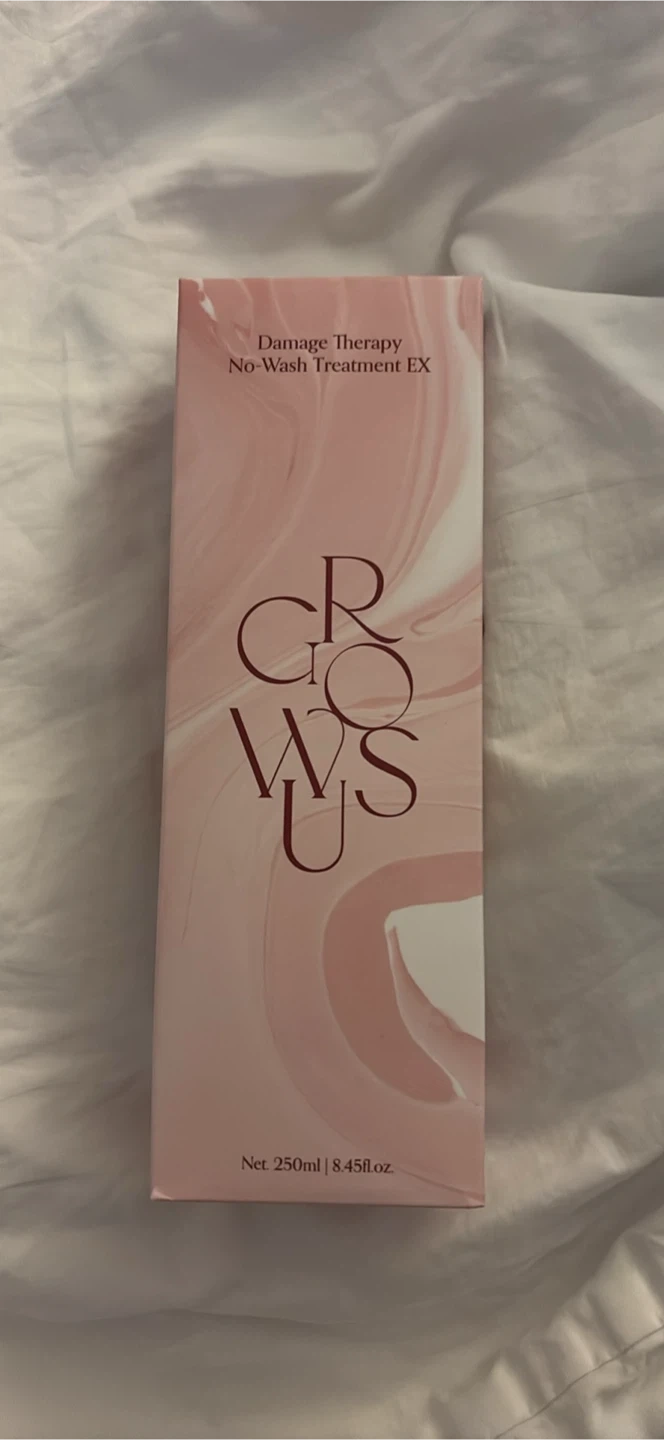 Damage Therapy
No-Wash Treatment EX
GROWUS
Net. 250ml | 8.45fl.oz.